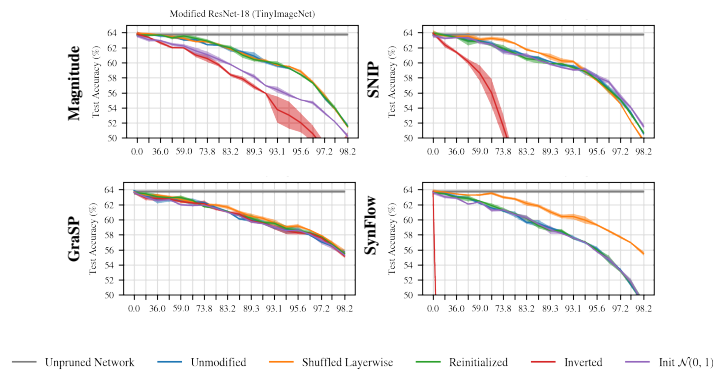 Modified ResNet-18 (TinyImageNet)
Magnitude
Test Accuracy (%)
64
62
60
58
56
54
52
50
0.0 36.0 59.0 73.8 83.2 89.3 93.1 95.6 97.2 98.2
SNIP
Test Accuracy (%)
64
62
60
58
56
54
52
50
0.0 36.0 59.0 73.8 83.2 89.3 93.1 95.6 97.2 98.2
GraSP
Test Accuracy (%)
64
62
60
58
56
54
52
50
0.0 36.0 59.0 73.8 83.2 89.3 93.1 95.6 97.2 98.2
SynFlow
Test Accuracy (%)
64
62
60
58
56
54
52
50
0.0 36.0 59.0 73.8 83.2 89.3 93.1 95.6 97.2 98.2
Unpruned Network Unmodified Shuffled Layerwise Reinitialized Inverted Init 𝒩(0, 1)